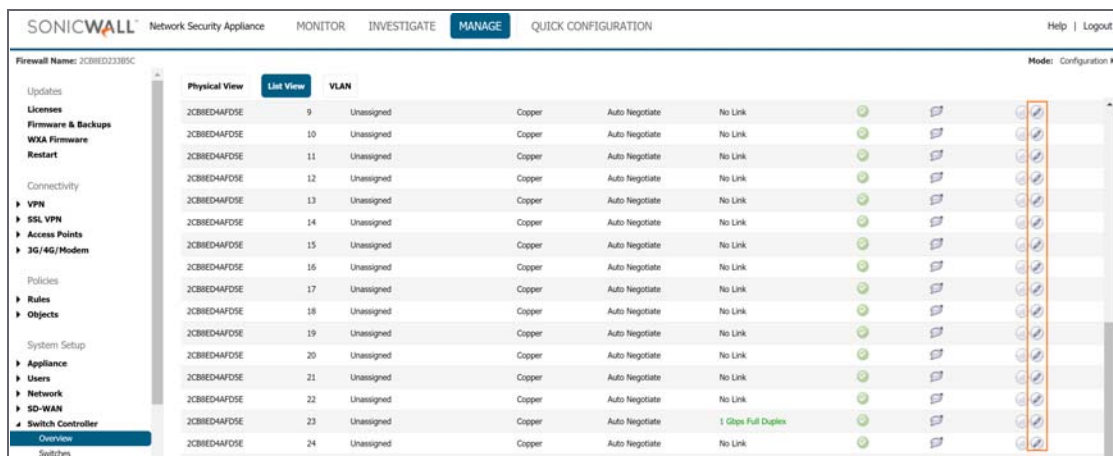 SONICWALL Network Security Appliance MONITOR INVESTIGATE MANAGE QUICK CONFIGURATION Help | Logout
Firewall Name: 2CB8ED233B5C Mode: Configuration
Updates
Licenses
Firmware & Backups
WXA Firmware
Restart
Connectivity
VPN
SSL VPN
Access Points
3G/4G/Modem
Policies
Rules
Objects
System Setup
Appliance
Users
Network
SD-WAN
Switch Controller
Overview
Switches
Physical View List View VLAN
2CB8ED4AFD5E 9 Unassigned Copper Auto Negotiate No Link
2CB8ED4AFD5E 10 Unassigned Copper Auto Negotiate No Link
2CB8ED4AFD5E 11 Unassigned Copper Auto Negotiate No Link
2CB8ED4AFD5E 12 Unassigned Copper Auto Negotiate No Link
2CB8ED4AFD5E 13 Unassigned Copper Auto Negotiate No Link
2CB8ED4AFD5E 14 Unassigned Copper Auto Negotiate No Link
2CB8ED4AFD5E 15 Unassigned Copper Auto Negotiate No Link
2CB8ED4AFD5E 16 Unassigned Copper Auto Negotiate No Link
2CB8ED4AFD5E 17 Unassigned Copper Auto Negotiate No Link
2CB8ED4AFD5E 18 Unassigned Copper Auto Negotiate No Link
2CB8ED4AFD5E 19 Unassigned Copper Auto Negotiate No Link
2CB8ED4AFD5E 20 Unassigned Copper Auto Negotiate No Link
2CB8ED4AFD5E 21 Unassigned Copper Auto Negotiate No Link
2CB8ED4AFD5E 22 Unassigned Copper Auto Negotiate No Link
2CB8ED4AFD5E 23 Unassigned Copper Auto Negotiate 1 Gbps Full Duplex
2CB8ED4AFD5E 24 Unassigned Copper Auto Negotiate No Link